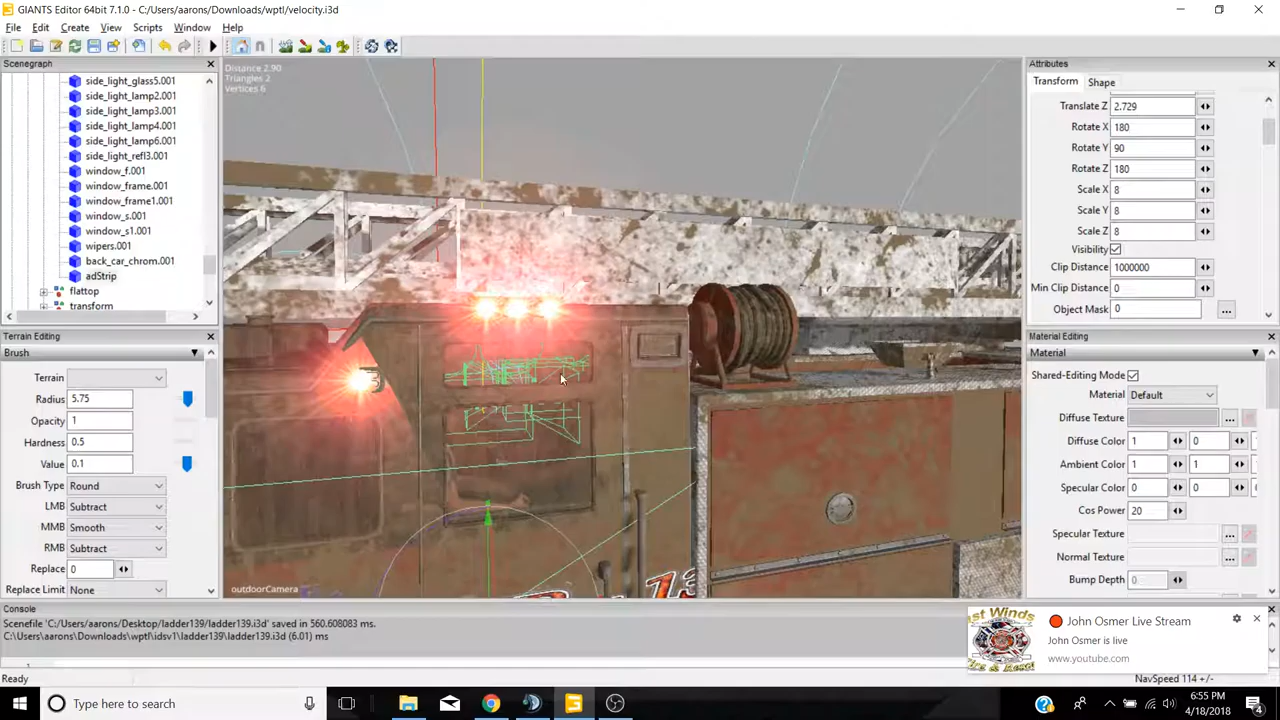 GIANTS Editor 64bit 7.1.0 - C:/Users/aarons/Downloads/wptl/velocity.i3d
File Edit Create View Scripts Window Help
Scenegraph
side_light_glass5.001
side_light_lamp2.001
side_light_lamp3.001
side_light_lamp4.001
side_light_lamp6.001
side_light_refl3.001
window_f.001
window_frame.001
window_frame1.001
window_s.001
window_s1.001
wipers.001
back_car_chrom.001
adStrip
flattop
transform
Terrain Editing
Brush
Terrain
Radius 5.75
Opacity 1
Hardness 0.5
Value 0.1
Brush Type Round
LMB Subtract
MMB Smooth
RMB Subtract
Replace 0
Replace Limit None
Distance 2.90
Triangles 2
Vertices 6
outdoorCamera
Attributes
Transform Shape
Translate Z 2.729
Rotate X 180
Rotate Y 90
Rotate Z 180
Scale X 8
Scale Y 8
Scale Z 8
Visibility
Clip Distance 1000000
Min Clip Distance 0
Object Mask 0 ...
Material Editing
Material
Shared-Editing Mode
Material Default
Diffuse Texture ...
Diffuse Color 1 0
Ambient Color 1 1
Specular Color 0 0
Cos Power 20
Specular Texture ...
Normal Texture ...
Bump Depth 0
Console
Scenefile 'C:/Users/aarons/Desktop/ladder139/ladder139.i3d' saved in 560.608083 ms.
C:\Users\aarons\Downloads\wptl\idsv1\ladder139\ladder139.i3d (6.01) ms
Ready
NavSpeed 114 +/-
John Osmer Live Stream
John Osmer is live
www.youtube.com
Type here to search
6:55 PM
4/18/2018
4